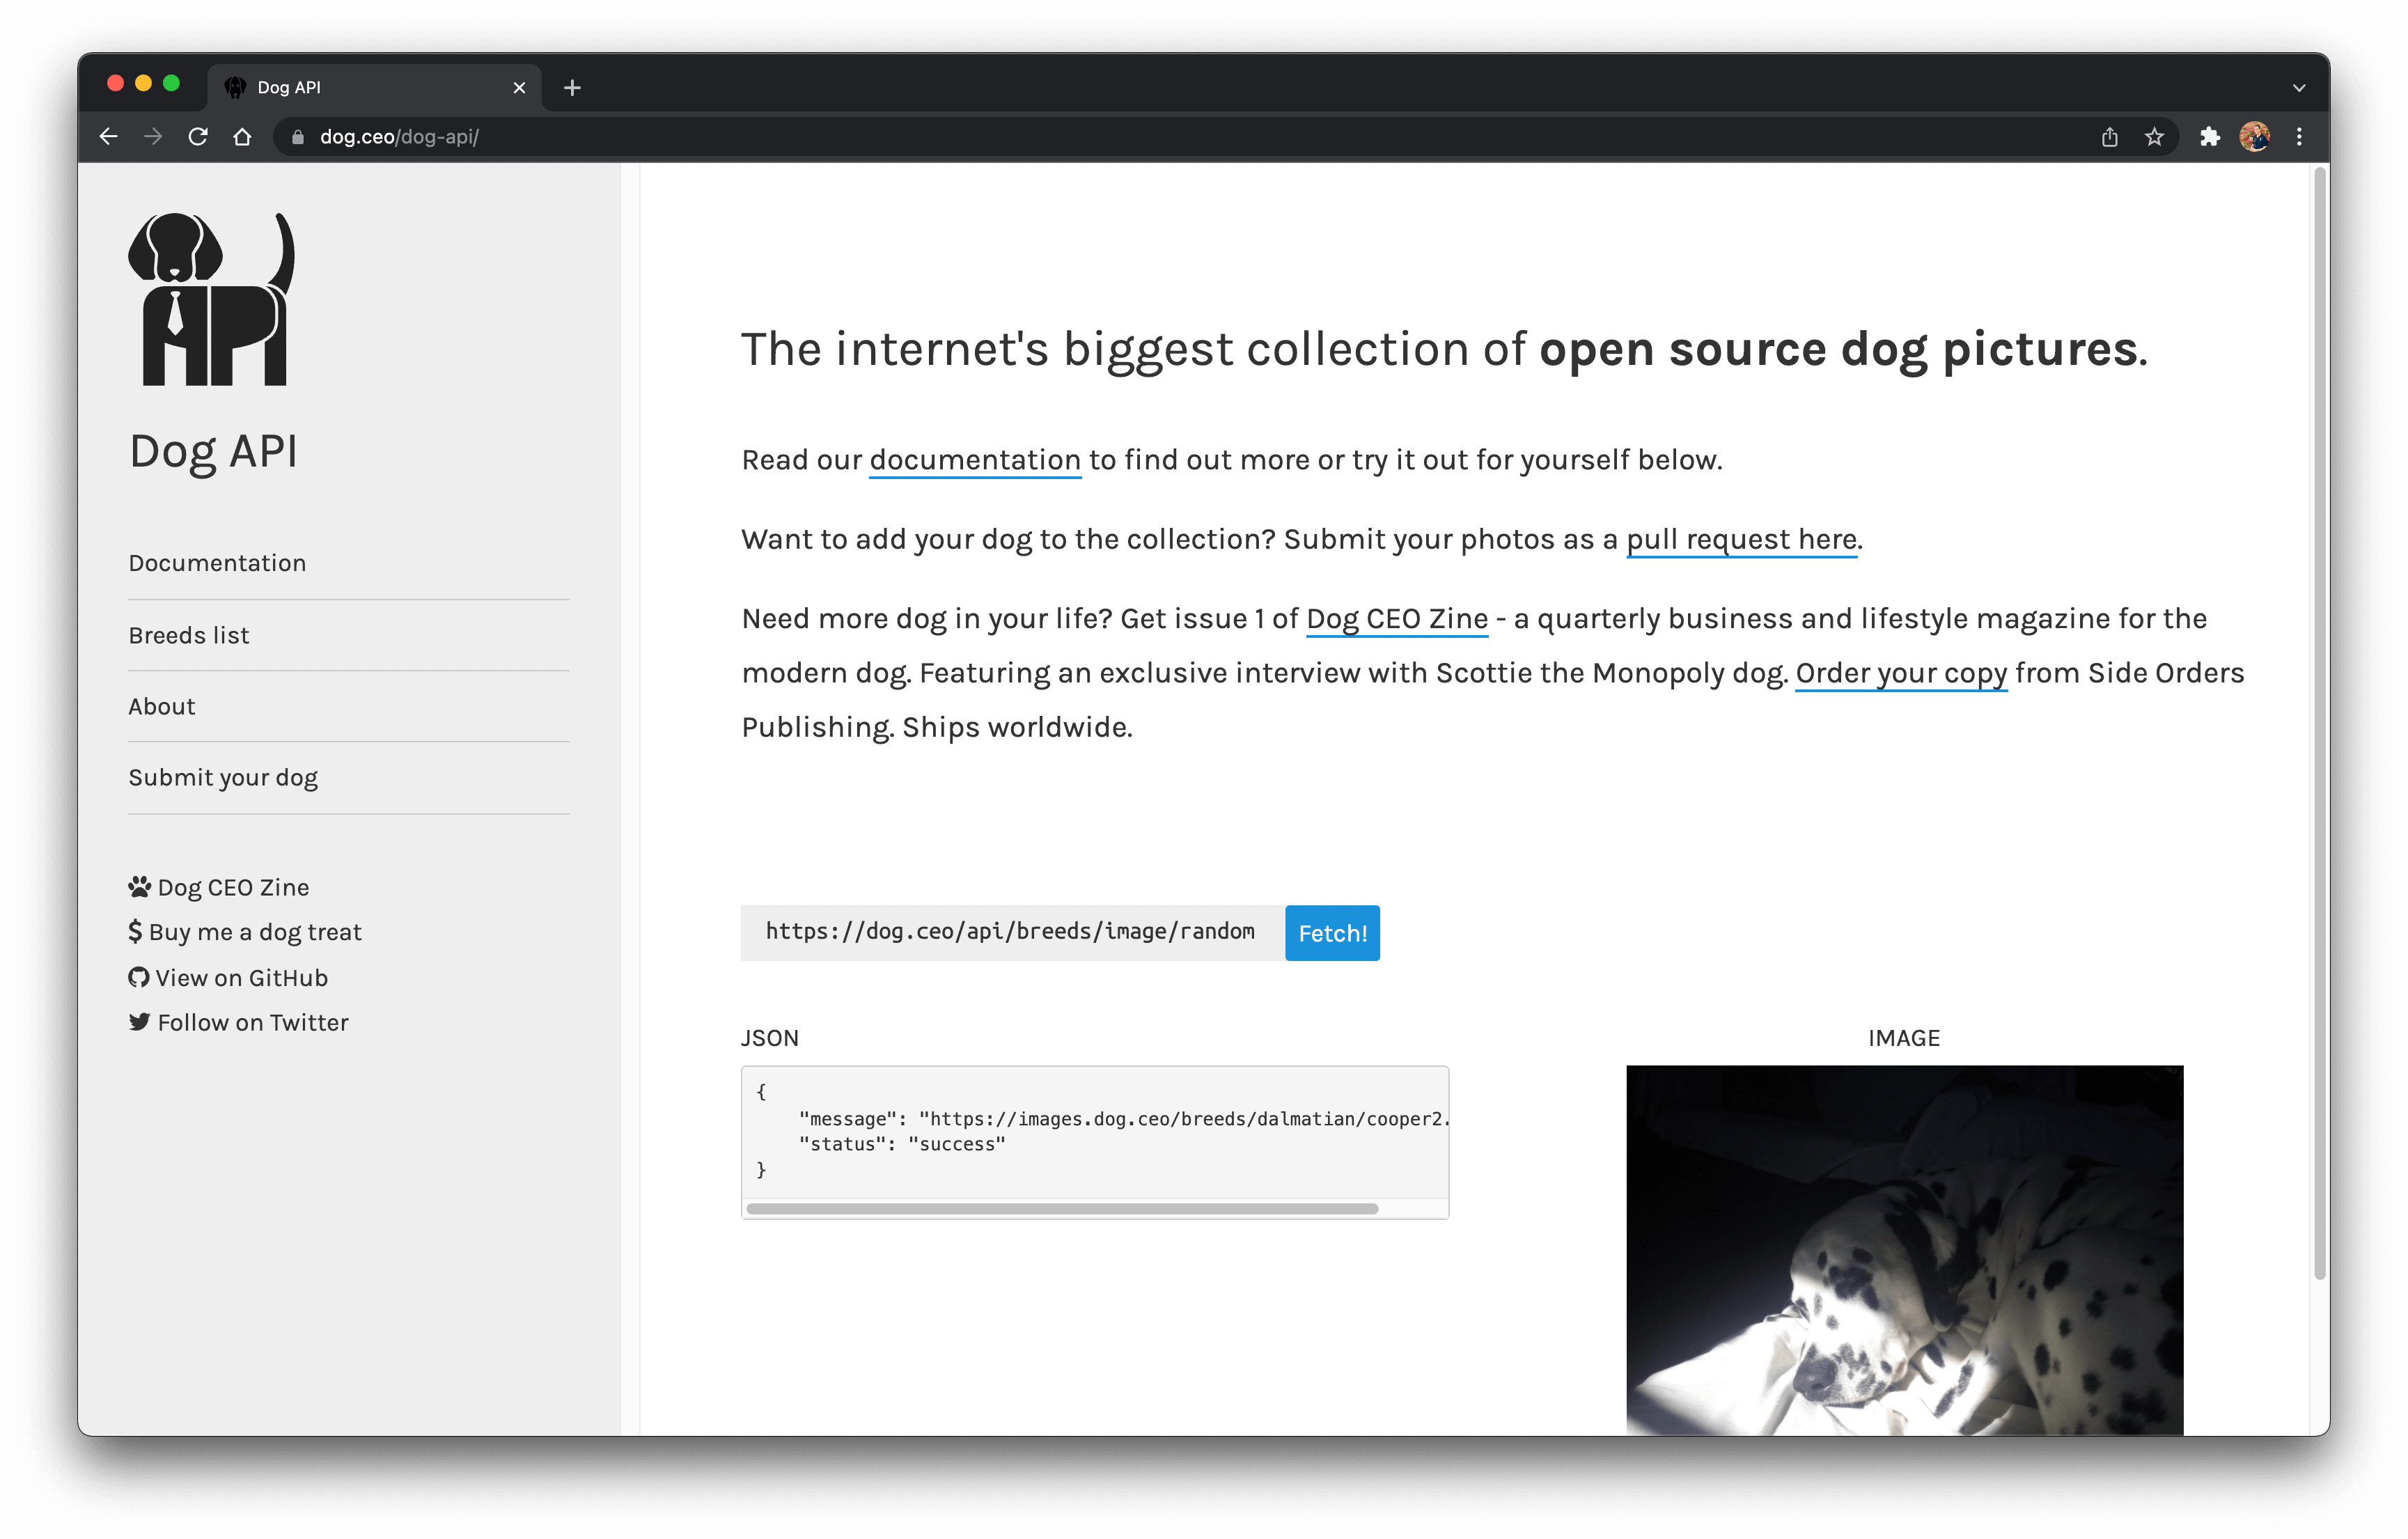 Dog API
dog.ceo/dog-api/
Dog API
Documentation
Breeds list
About
Submit your dog
Dog CEO Zine
$ Buy me a dog treat
View on GitHub
Follow on Twitter
The internet's biggest collection of open source dog pictures.
Read our documentation to find out more or try it out for yourself below.
Want to add your dog to the collection? Submit your photos as a pull request here.
Need more dog in your life? Get issue 1 of Dog CEO Zine - a quarterly business and lifestyle magazine for the
modern dog. Featuring an exclusive interview with Scottie the Monopoly dog. Order your copy from Side Orders
Publishing. Ships worldwide.
https://dog.ceo/api/breeds/image/random Fetch!
JSON
{
"message": "https://images.dog.ceo/breeds/dalmatian/cooper2.
"status": "success"
}
IMAGE